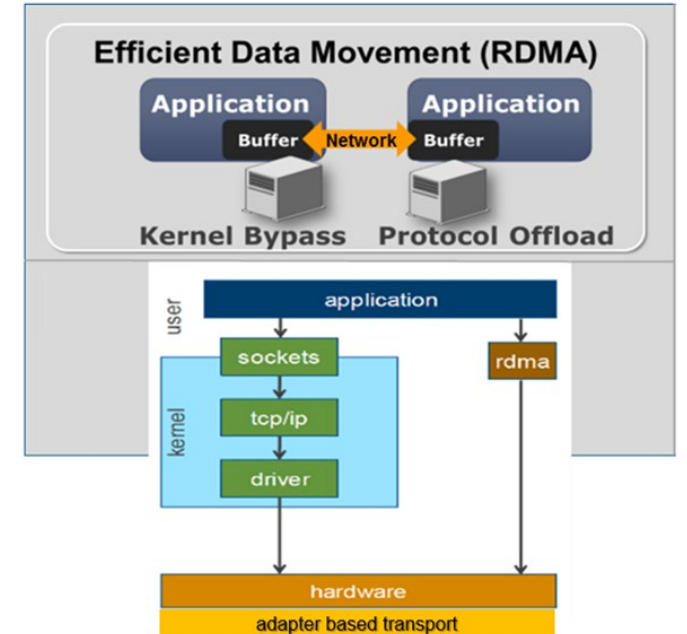 Efficient Data Movement (RDMA)
Application
Application
Buffer
Network
Buffer
Kernel Bypass
Protocol Offload
user
application
sockets
rdma
kernel
tcp/ip
driver
hardware
adapter based transport